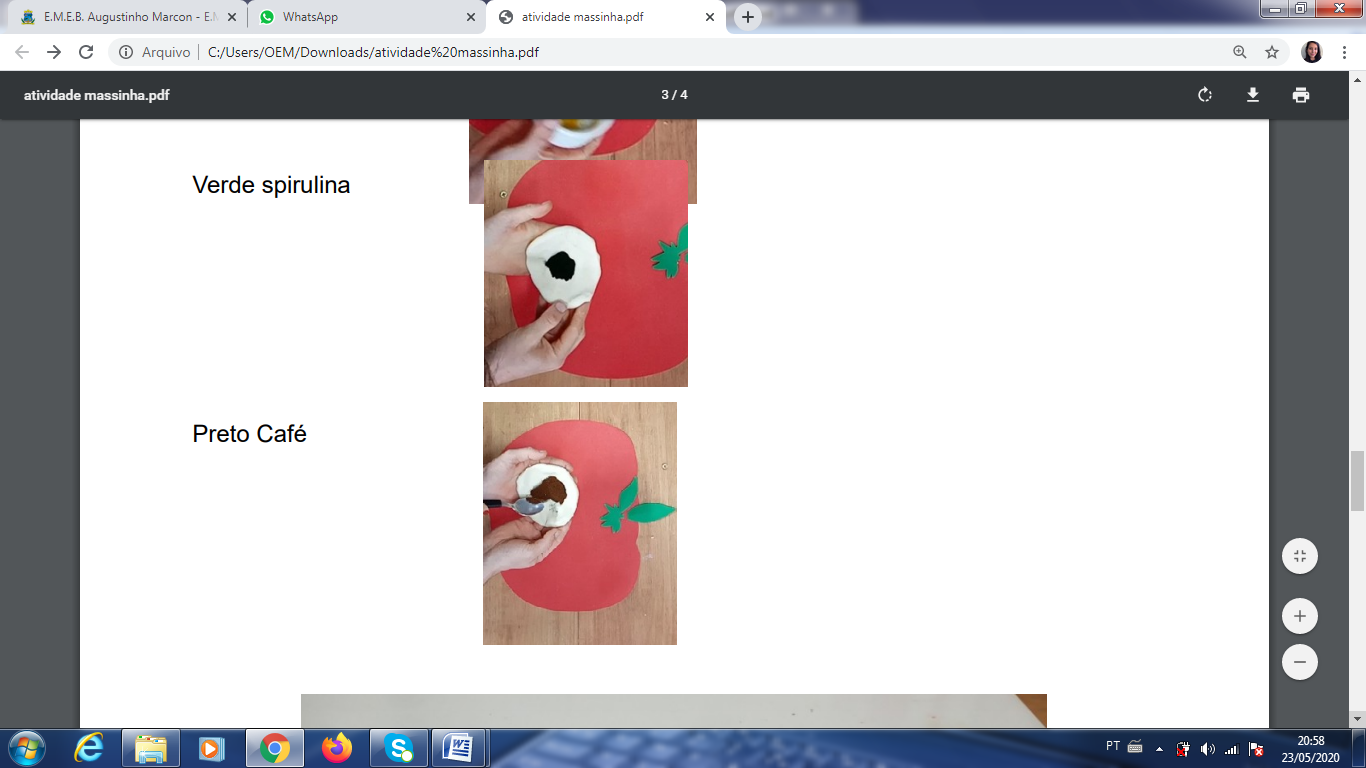 E.M.E.B. Augustinho Marcon - E.M
WhatsApp
atividade massinha.pdf
Arquivo
C:/Users/OEM/Downloads/atividade%20massinha.pdf
atividade massinha.pdf
3 / 4
Verde spirulina
Preto Café
PT
20:58
23/05/2020